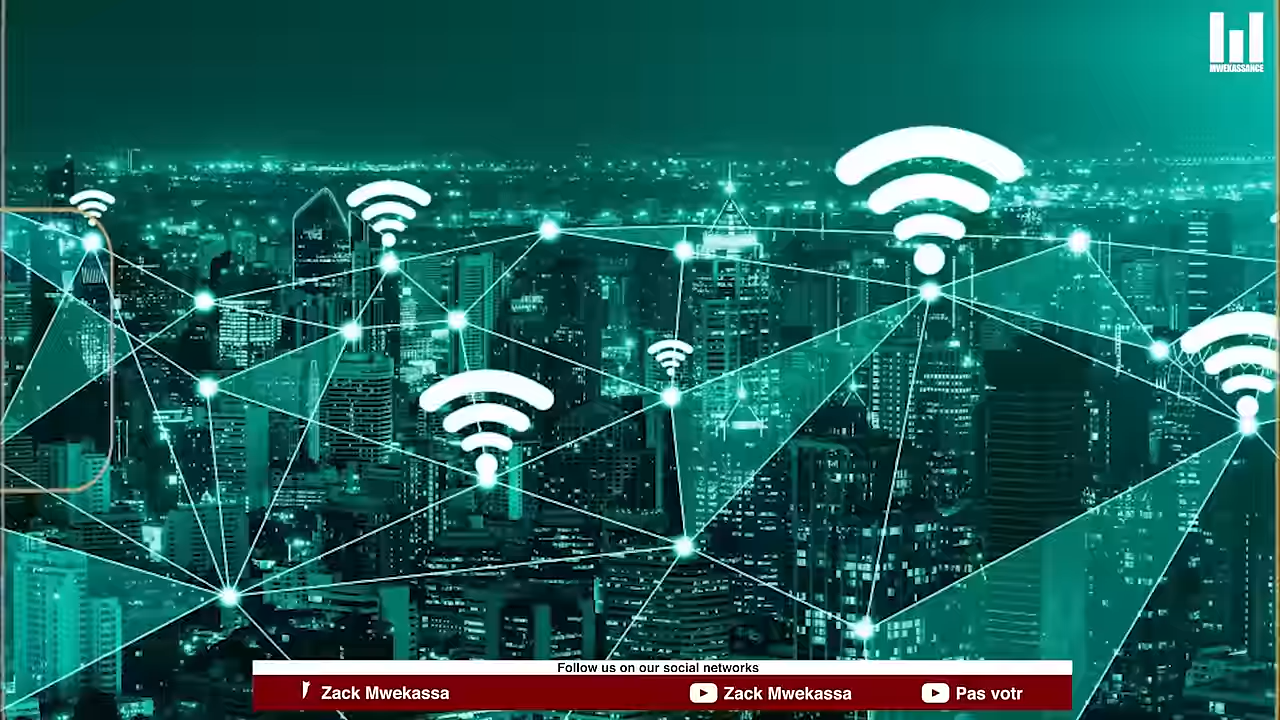 MWEKASSANCE
Follow us on our social networks
Zack Mwekassa
Zack Mwekassa
Pas votr